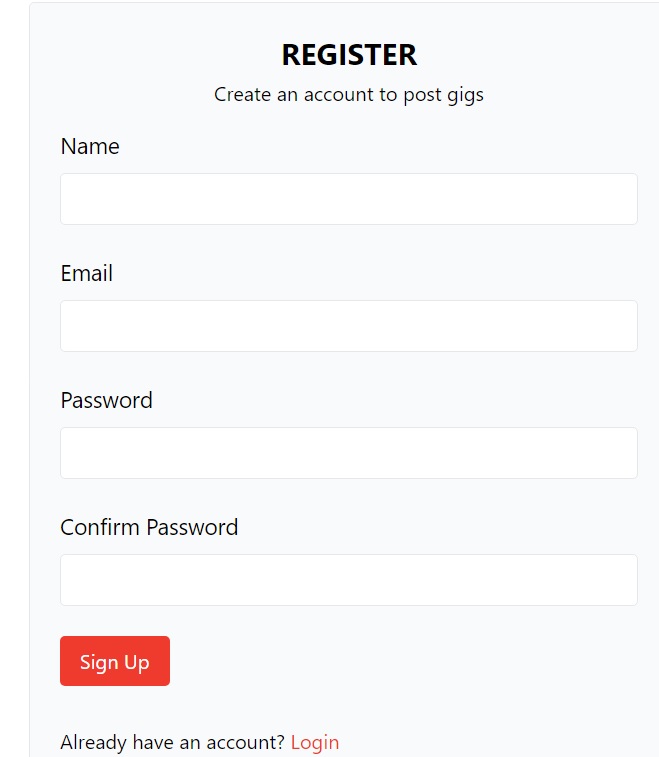 REGISTER
Create an account to post gigs
Name
Email
Password
Confirm Password
Sign Up
Already have an account? Login